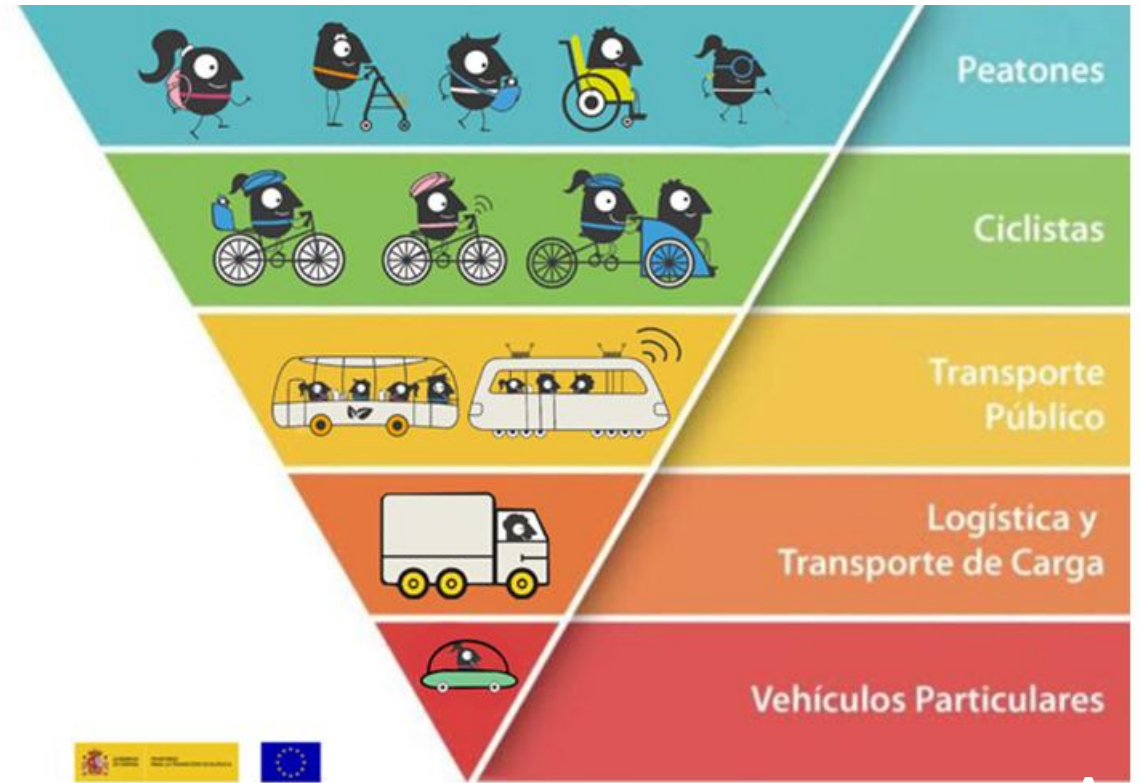 Peatones
Ciclistas
Transporte
Público
Logística y
Transporte de Carga
Vehículos Particulares